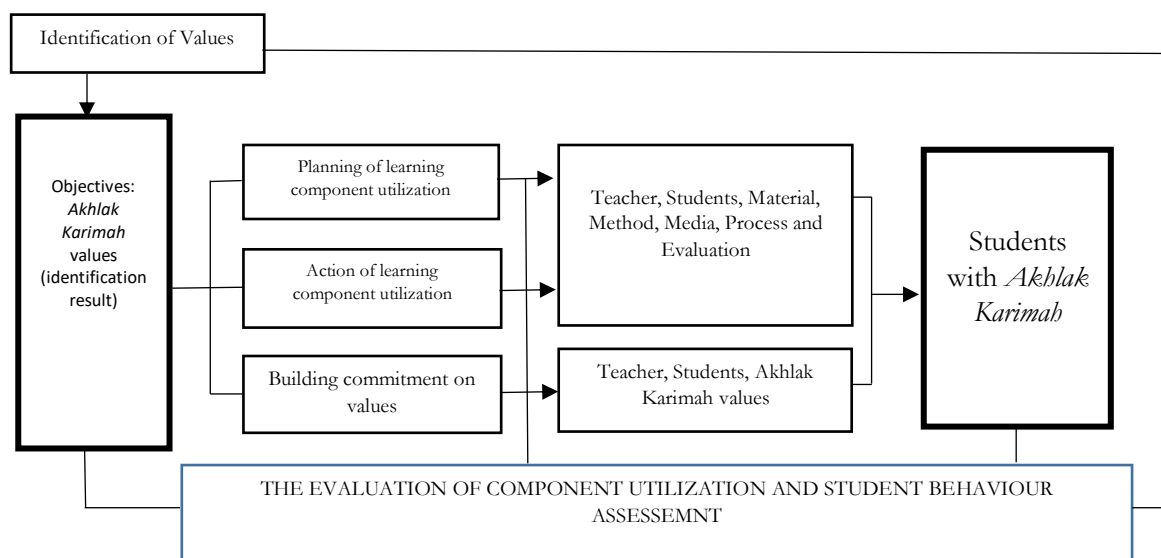 Identification of Values
Objectives:
Akhlak
Karimah
values
(identification
result)
Planning of learning
component utilization
Action of learning
component utilization
Building commitment on
values
Teacher, Students, Material,
Method, Media, Process and
Evaluation
Teacher, Students, Akhlak
Karimah values
Students
with Akhlak
Karimah
THE EVALUATION OF COMPONENT UTILIZATION AND STUDENT BEHAVIOUR
ASSESSEMNT